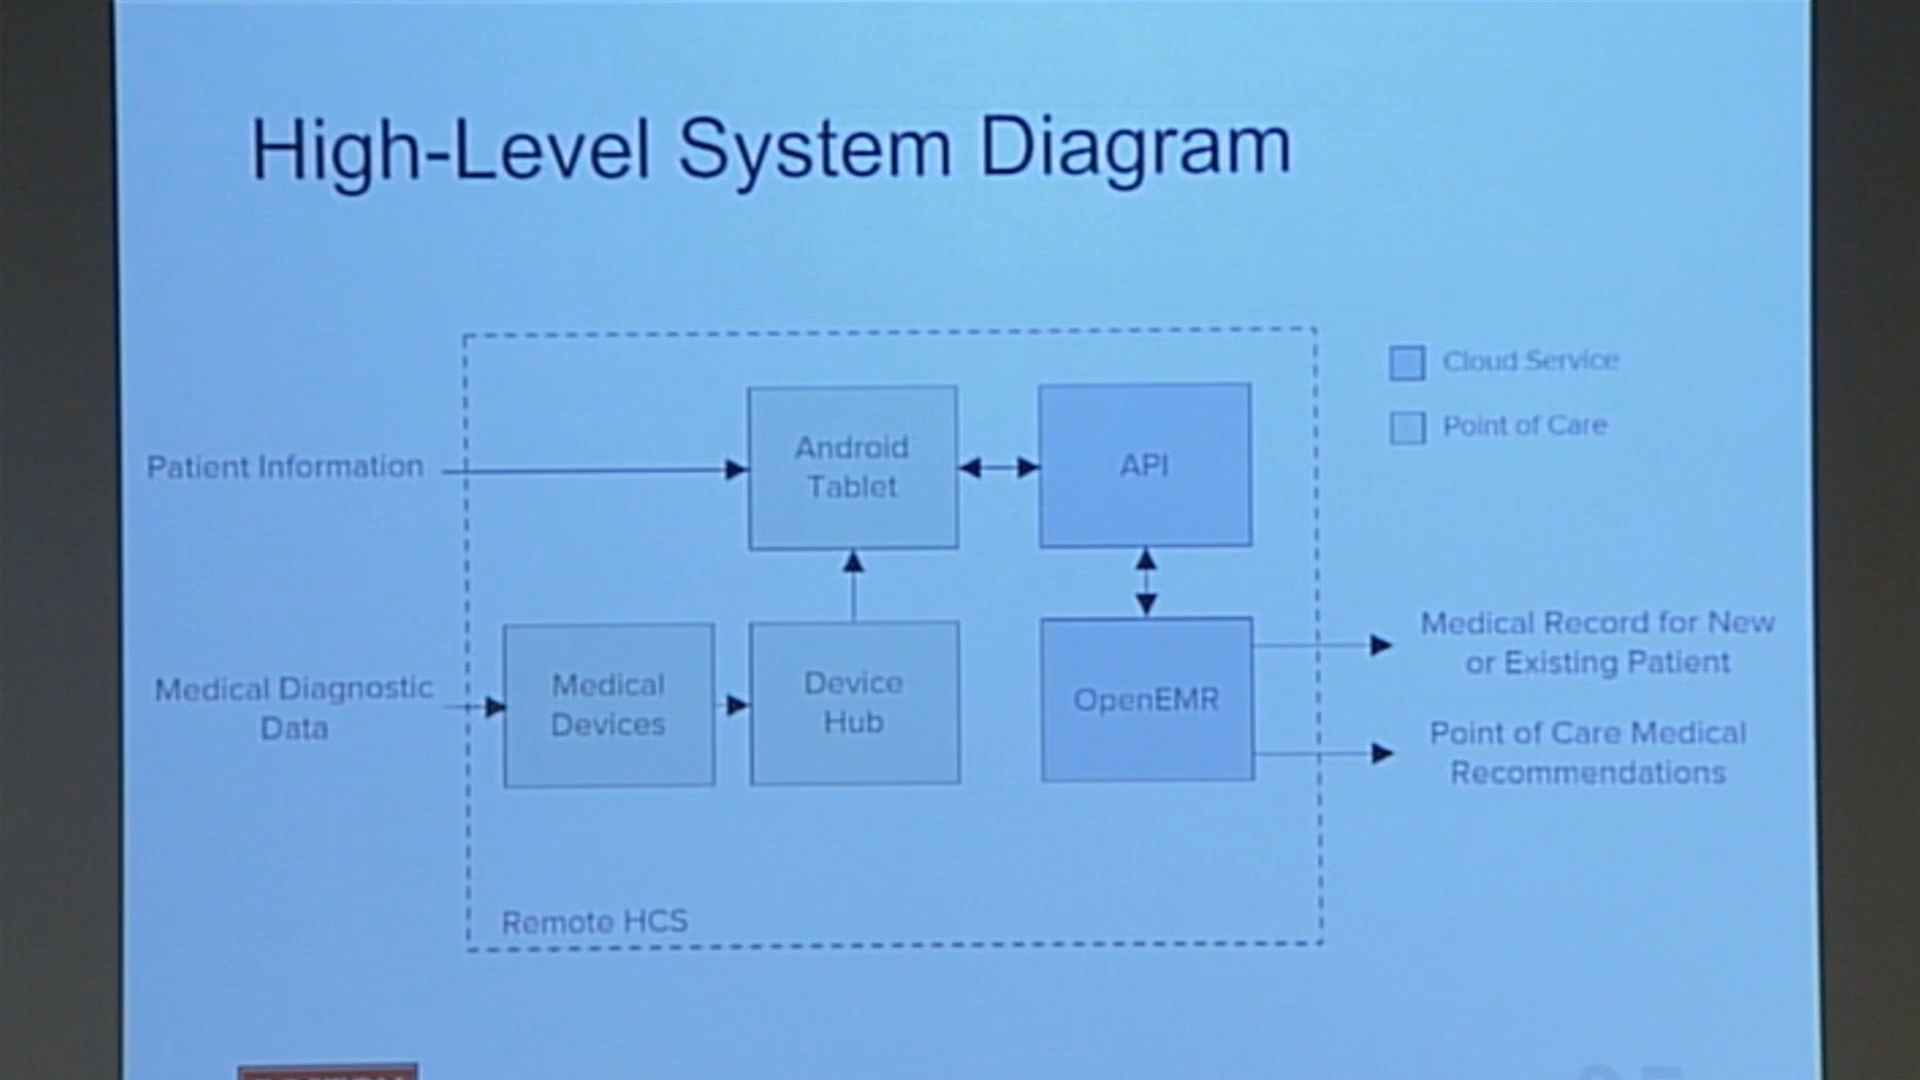 High-Level System Diagram
Cloud Service
Point of Care
Patient Information
Android
Tablet
API
Medical Diagnostic
Data
Medical
Devices
Device
Hub
OpenEMR
Medical Record for New
or Existing Patient
Point of Care Medical
Recommendations
Remote HCS